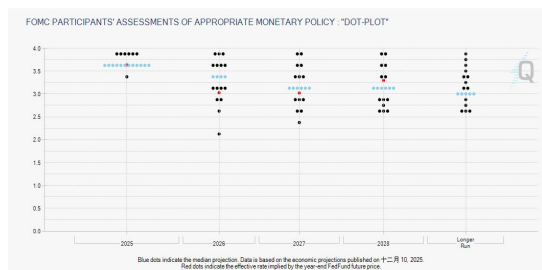 FOMC PARTICIPANTS' ASSESSMENTS OF APPROPRIATE MONETARY POLICY : "DOT-PLOT"
4.0
3.5
3.0
2.5
2.0
1.5
1.0
0.5
0.0
Q
2025
2026
2027
2028
Longer
Run
Blue dots indicate the median projection. Data is based on the economic projections published on 十二月 10, 2025.
Red dots indicate the effective rate implied by the year-end FedFund future price.